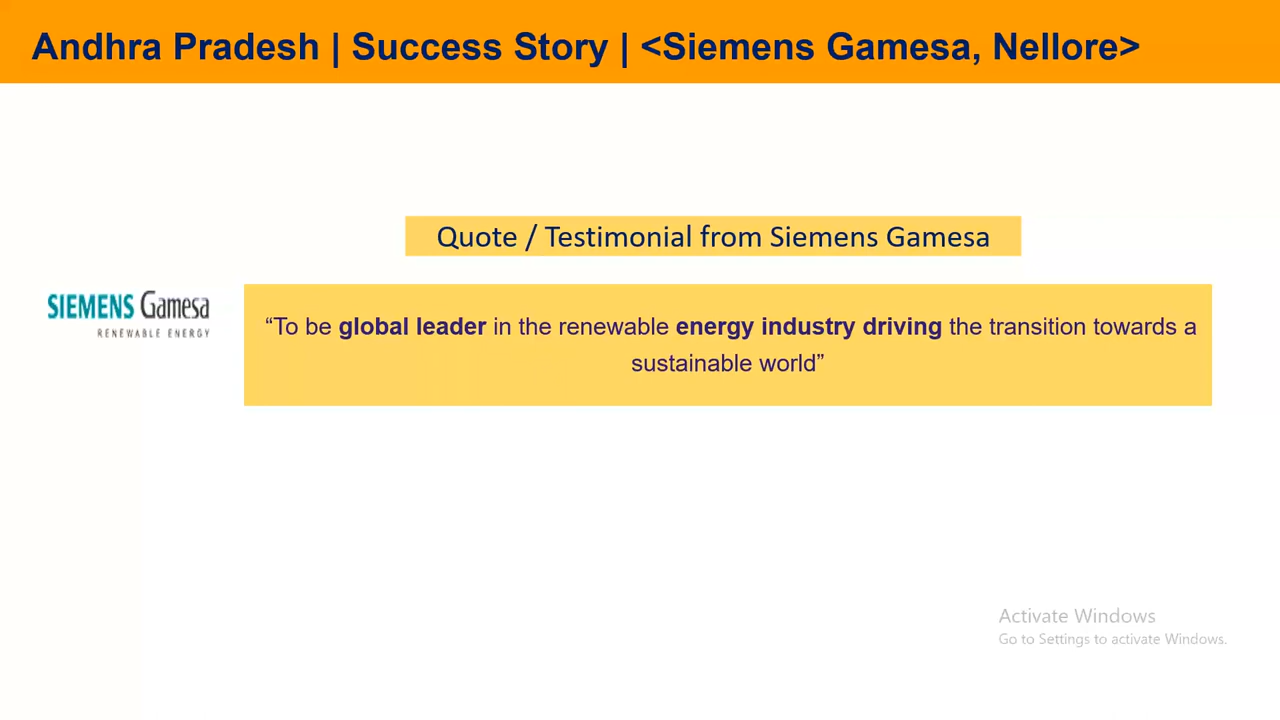 Andhra Pradesh | Success Story | <Siemens Gamesa, Nellore>
Quote / Testimonial from Siemens Gamesa
SIEMENS Gamesa
RENEWABLE ENERGY
“To be global leader in the renewable energy industry driving the transition towards a
sustainable world”
Activate Windows
Go to Settings to activate Windows.